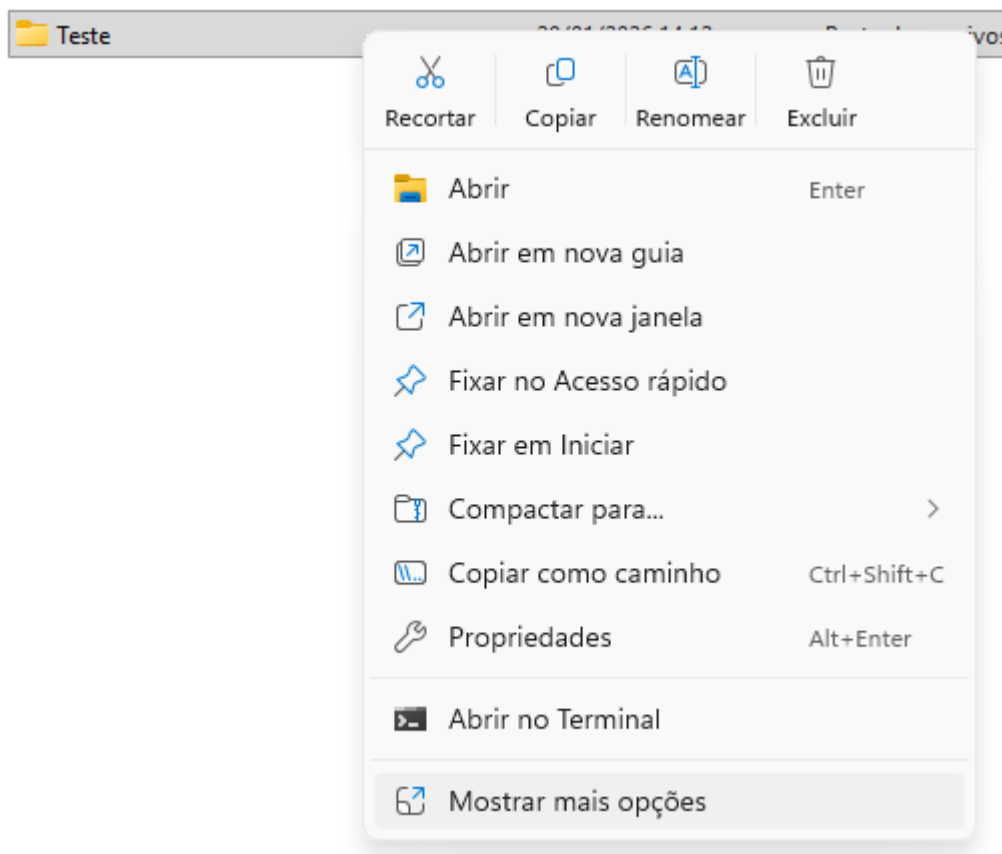 Teste
Recortar Copiar Renomear Excluir
Abrir Enter
Abrir em nova guia
Abrir em nova janela
Fixar no Acesso rápido
Fixar em Iniciar
Compactar para...
Copiar como caminho Ctrl+Shift+C
Propriedades Alt+Enter
Abrir no Terminal
Mostrar mais opções